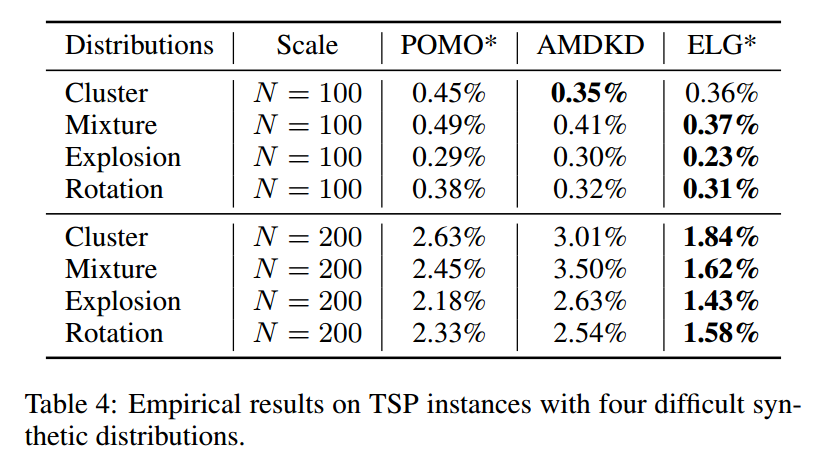 Distributions Scale POMO* AMDKD ELG*
Cluster N = 100 0.45% 0.35% 0.36%
Mixture N = 100 0.49% 0.41% 0.37%
Explosion N = 100 0.29% 0.30% 0.23%
Rotation N = 100 0.38% 0.32% 0.31%
Cluster N = 200 2.63% 3.01% 1.84%
Mixture N = 200 2.45% 3.50% 1.62%
Explosion N = 200 2.18% 2.63% 1.43%
Rotation N = 200 2.33% 2.54% 1.58%
Table 4: Empirical results on TSP instances with four difficult syn-
thetic distributions.